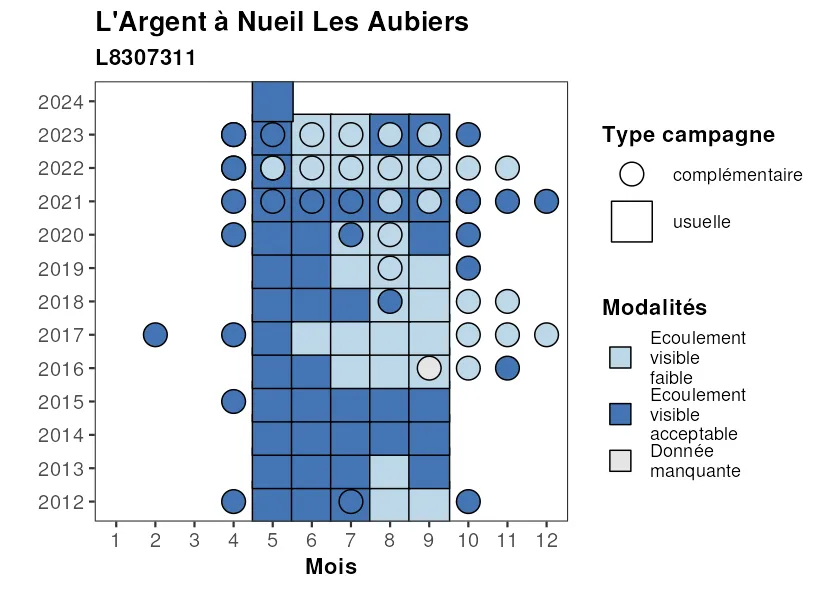 L'Argent à Nueil Les Aubiers
L8307311
2024
2023
2022
2021
2020
2019
2018
2017
2016
2015
2014
2013
2012
1 2 3 4 5 6 7 8 9 10 11 12
Mois
Type campagne
complémentaire
usuelle
Modalités
Ecoulement
visible
faible
Ecoulement
visible
acceptable
Donnée
manquante